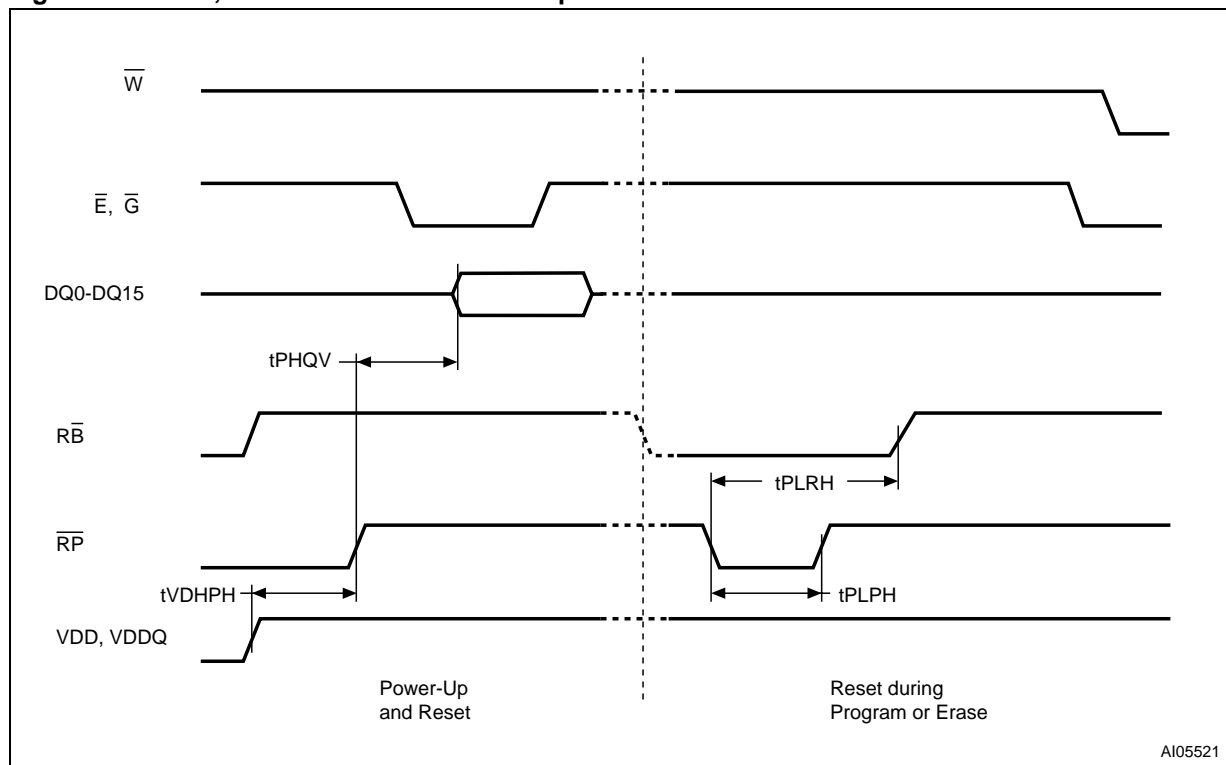 W̅
E̅, G̅
DQ0-DQ15
tPHQV
RB̅
tPLRH
R̅P̅
tVDHPH
tPLPH
VDD, VDDQ
Power-Up
and Reset
Reset during
Program or Erase
AI05521